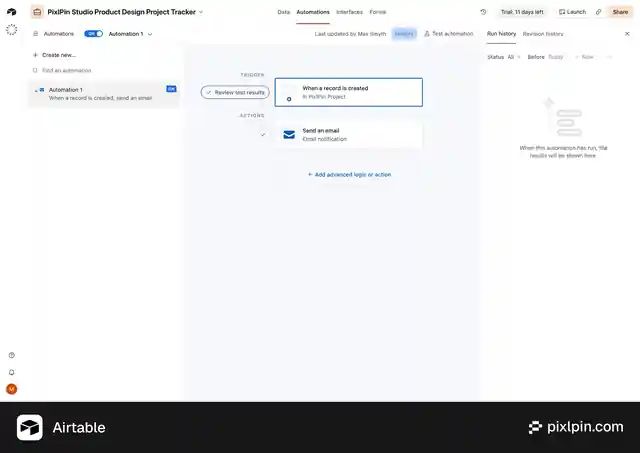 PixlPin Studio Product Design Project Tracker
Data Automations Interfaces Forms
Trial: 11 days left
Launch
Share
Automations ON Automation 1
Last updated by Max Smyth
History
Test automation
Run history Revision history
Create new...
Find an automation
Automation 1 ON
When a record is created, send an email
TRIGGER
Review test results
When a record is created
In PixlPin Project
ACTIONS
Send an email
Email notification
+ Add advanced logic or action
Status All Before Today Now
When this automation has run, the
results will be shown here
M
Airtable
pixlpin.com